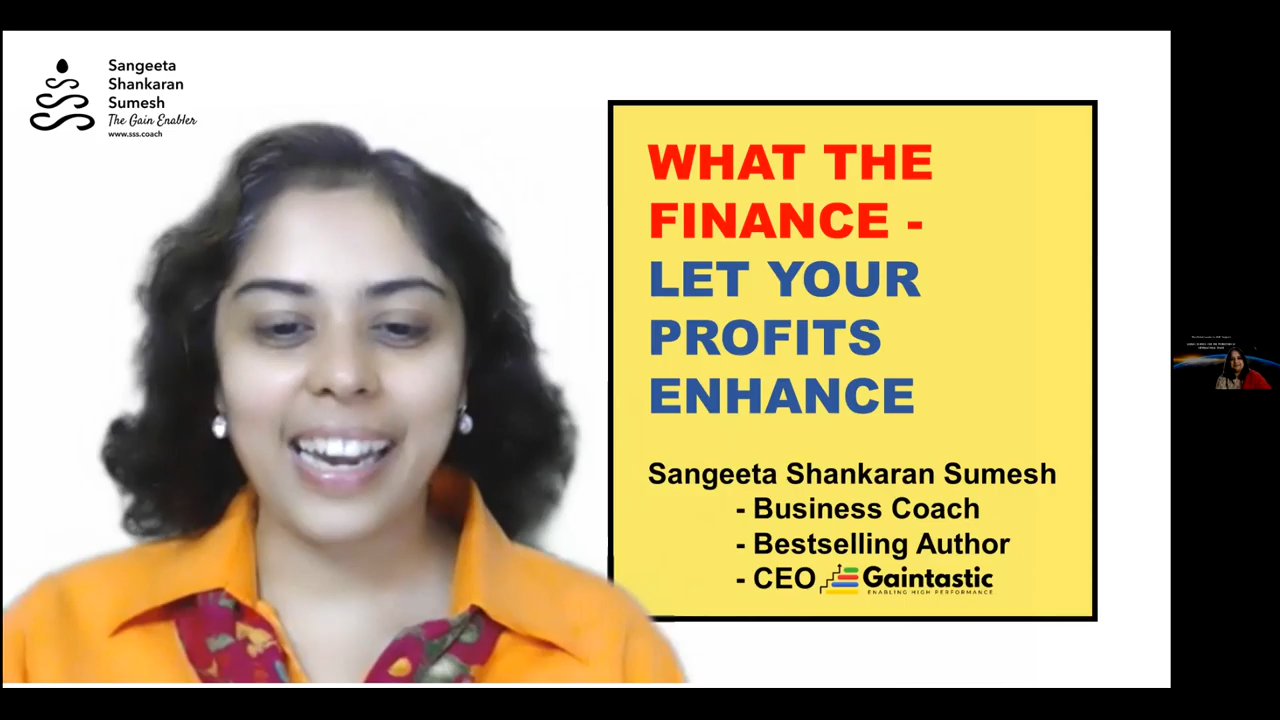 Sangeeta
Shankaran
Sumesh
The Gain Enabler
www.sss.coach
WHAT THE
FINANCE -
LET YOUR
PROFITS
ENHANCE
Sangeeta Shankaran Sumesh
- Business Coach
- Bestselling Author
- CEO Gaintastic
ENABLING HIGH PERFORMANCE